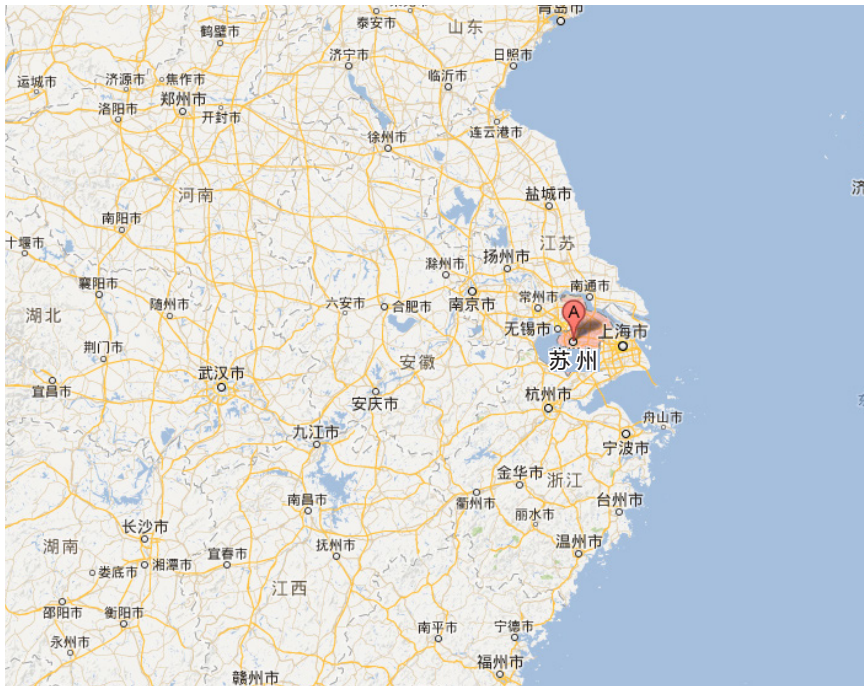 青岛市
山东
泰安市
鹤壁市
济宁市
日照市
临沂市
运城市
济源市
焦作市
郑州市
洛阳市
开封市
连云港市
徐州市
济
盐城市
河南
南阳市
江苏
十堰市
扬州市
滁州市
襄阳市
南通市
常州市
六安市
合肥市
南京市
随州市
湖北
A
无锡市
上海市
荆门市
苏州
安徽
武汉市
宜昌市
杭州市
安庆市
舟山市
九江市
宁波市
金华市
浙江
衢州市
南昌市
台州市
丽水市
长沙市
温州市
湖南
宜春市
抚州市
湘潭市
娄底市
江西
邵阳市
衡阳市
南平市
宁德市
永州市
福州市
赣州市